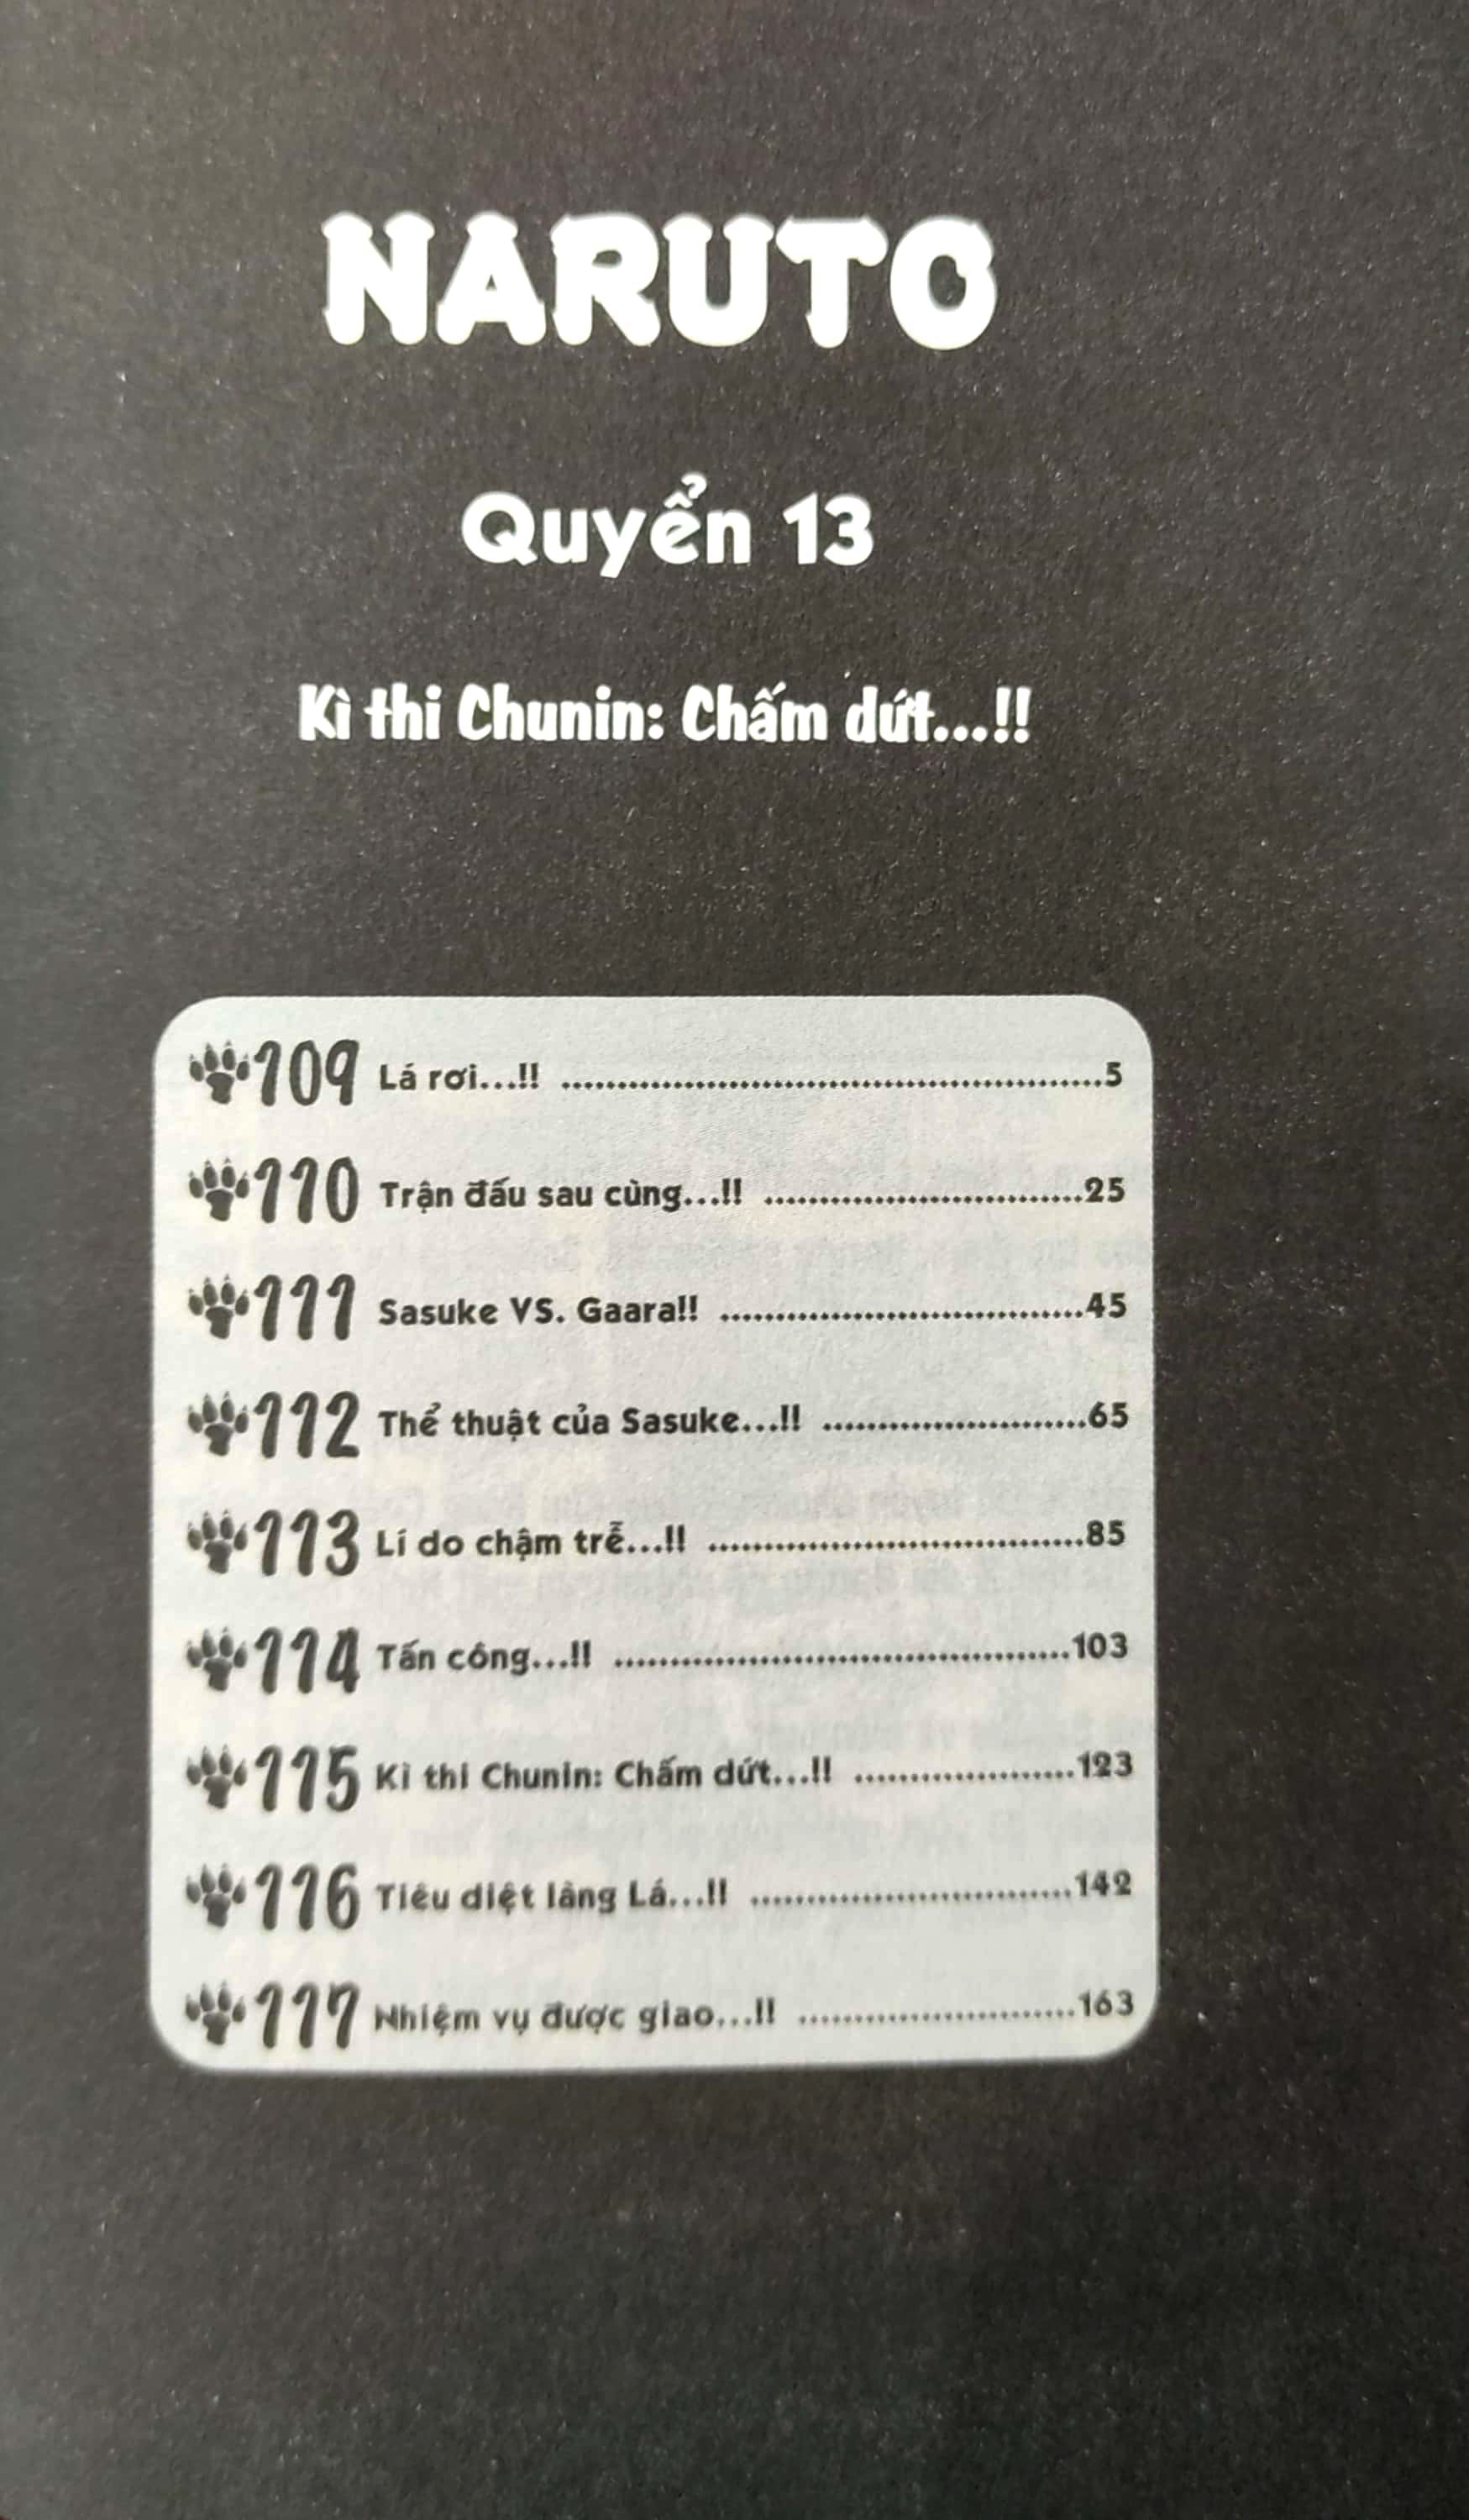 NARUTO
Quyển 13
Kì thi Chunin: Chấm dứt...!!
109 Lá rơi...!! ................................................5
110 Trận đấu sau cùng...!! ................................25
111 Sasuke VS. Gaara!! ....................................45
112 Thể thuật của Sasuke...!! ..........................65
113 Lí do chậm trễ...!! .....................................85
114 Tấn công...!! .............................................103
115 Kì thi Chunin: Chấm dứt...!! ......................123
116 Tiêu diệt làng Lá...!! ................................142
117 Nhiệm vụ được giao...!! ...........................163